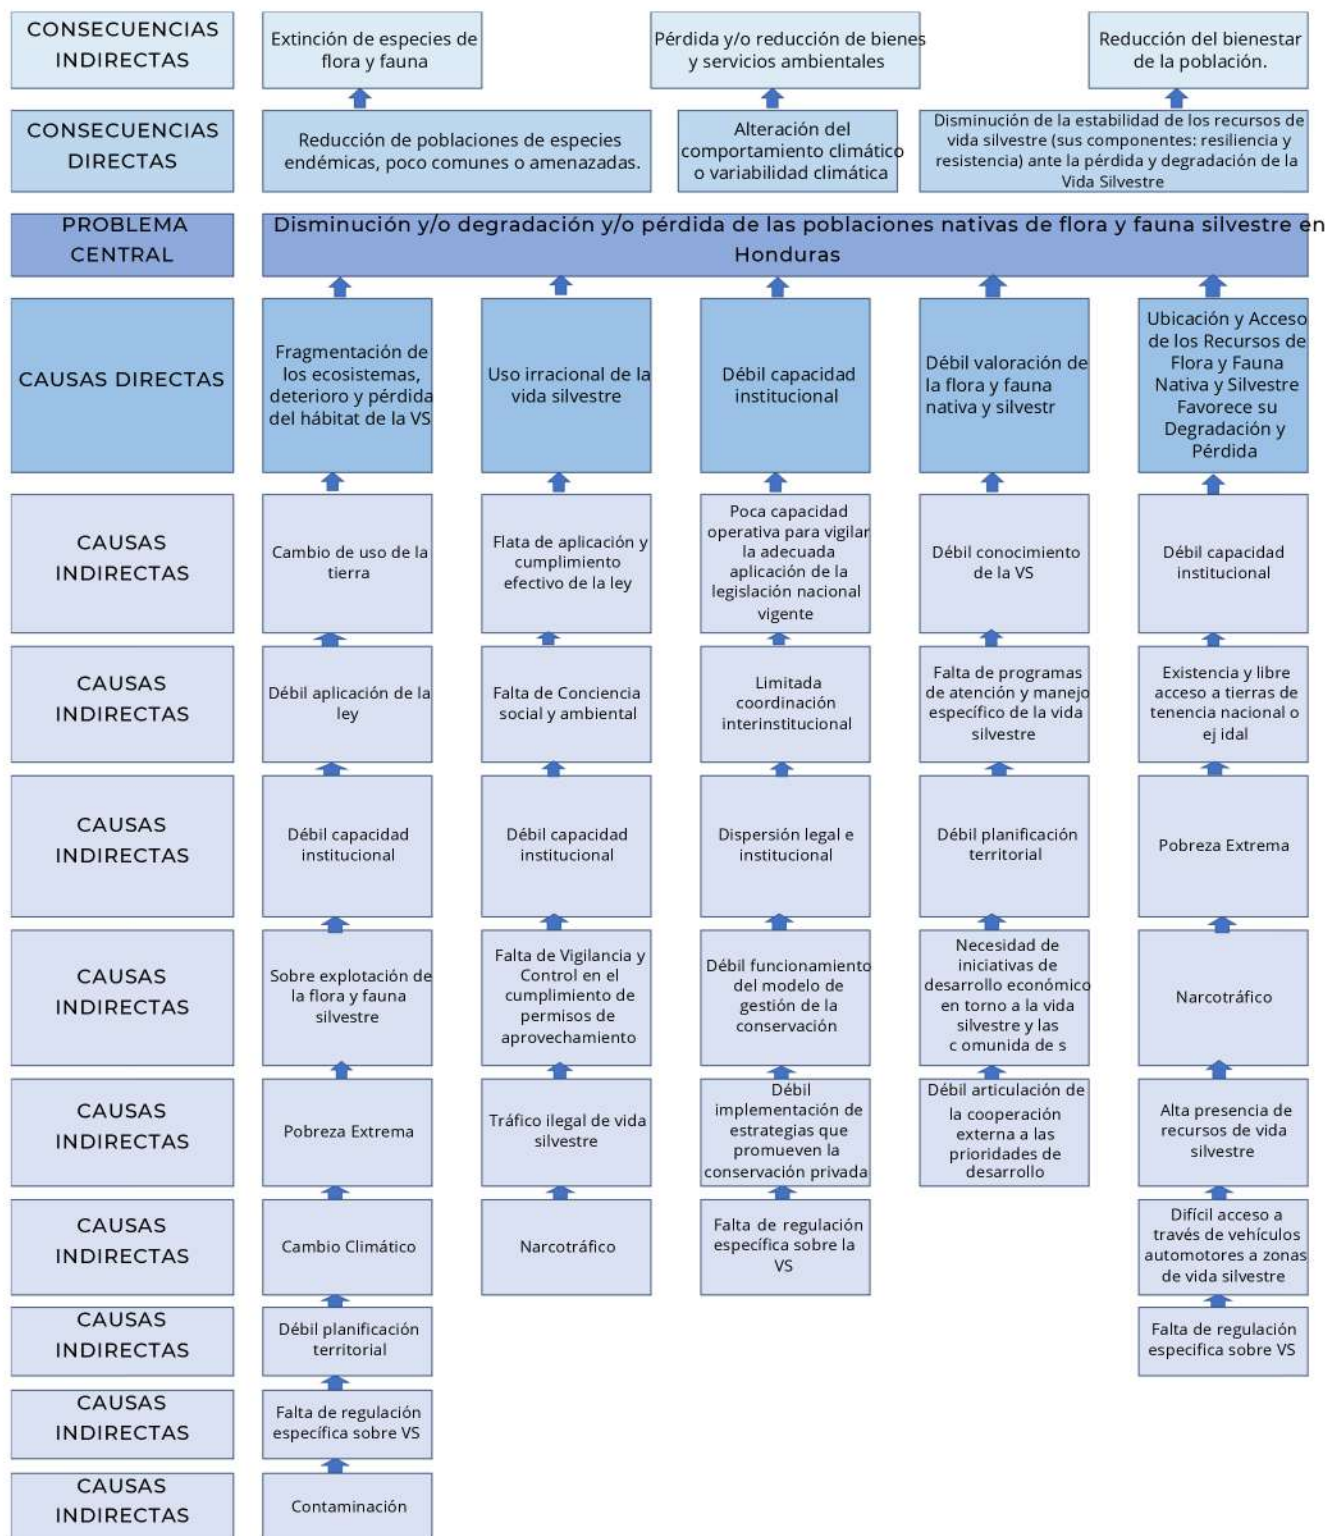 CONSECUENCIAS
INDIRECTAS
Extinción de especies de
flora y fauna
Pérdida y/o reducción de bienes
y servicios ambientales
Reducción del bienestar
de la población.
CONSECUENCIAS
DIRECTAS
Reducción de poblaciones de especies
endémicas, poco comunes o amenazadas.
Alteración del
comportamiento climático
o variabilidad climática
Disminución de la estabilidad de los recursos de
vida silvestre (sus componentes: resiliencia y
resistencia) ante la pérdida y degradación de la
Vida Silvestre
PROBLEMA
CENTRAL
Disminución y/o degradación y/o pérdida de las poblaciones nativas de flora y fauna silvestre en
Honduras
CAUSAS DIRECTAS
Fragmentación de
los ecosistemas,
deterioro y pérdida
del hábitat de la VS
Uso irracional de la
vida silvestre
Débil capacidad
institucional
Débil valoración de
la flora y fauna
nativa y silvestr
Ubicación y Acceso
de los Recursos de
Flora y Fauna
Nativa y Silvestre
Favorece su
Degradación y
Pérdida
CAUSAS
INDIRECTAS
Cambio de uso de la
tierra
Flata de aplicación y
cumplimiento
efectivo de la ley
Poca capacidad
operativa para vigilar
la adecuada
aplicación de la
legislación nacional
vigente
Débil conocimiento
de la VS
Débil capacidad
institucional
CAUSAS
INDIRECTAS
Débil aplicación de la
ley
Falta de Conciencia
social y ambiental
Limitada
coordinación
interinstitucional
Falta de programas
de atención y manejo
específico de la vida
silvestre
Existencia y libre
acceso a tierras de
tenencia nacional o
ej idal
CAUSAS
INDIRECTAS
Débil capacidad
institucional
Débil capacidad
institucional
Dispersión legal e
institucional
Débil planificación
territorial
Pobreza Extrema
CAUSAS
INDIRECTAS
Sobre explotación de
la flora y fauna
silvestre
Falta de Vigilancia y
Control en el
cumplimiento de
permisos de
aprovechamiento
Débil funcionamiento
del modelo de
gestión de la
conservación
Necesidad de
iniciativas de
desarrollo económico
en torno a la vida
silvestre y las
c omunida de s
Narcotráfico
CAUSAS
INDIRECTAS
Pobreza Extrema
Tráfico ilegal de vida
silvestre
Débil
implementación de
estrategias que
promueven la
conservación privada
Débil articulación de
la cooperación
externa a las
prioridades de
desarrollo
Alta presencia de
recursos de vida
silvestre
CAUSAS
INDIRECTAS
Cambio Climático
Narcotráfico
Falta de regulación
específica sobre la
VS
Difícil acceso a
través de vehículos
automotores a zonas
de vida silvestre
CAUSAS
INDIRECTAS
Débil planificación
territorial
Falta de regulación
especifica sobre VS
CAUSAS
INDIRECTAS
Falta de regulación
específica sobre VS
CAUSAS
INDIRECTAS
Contaminación